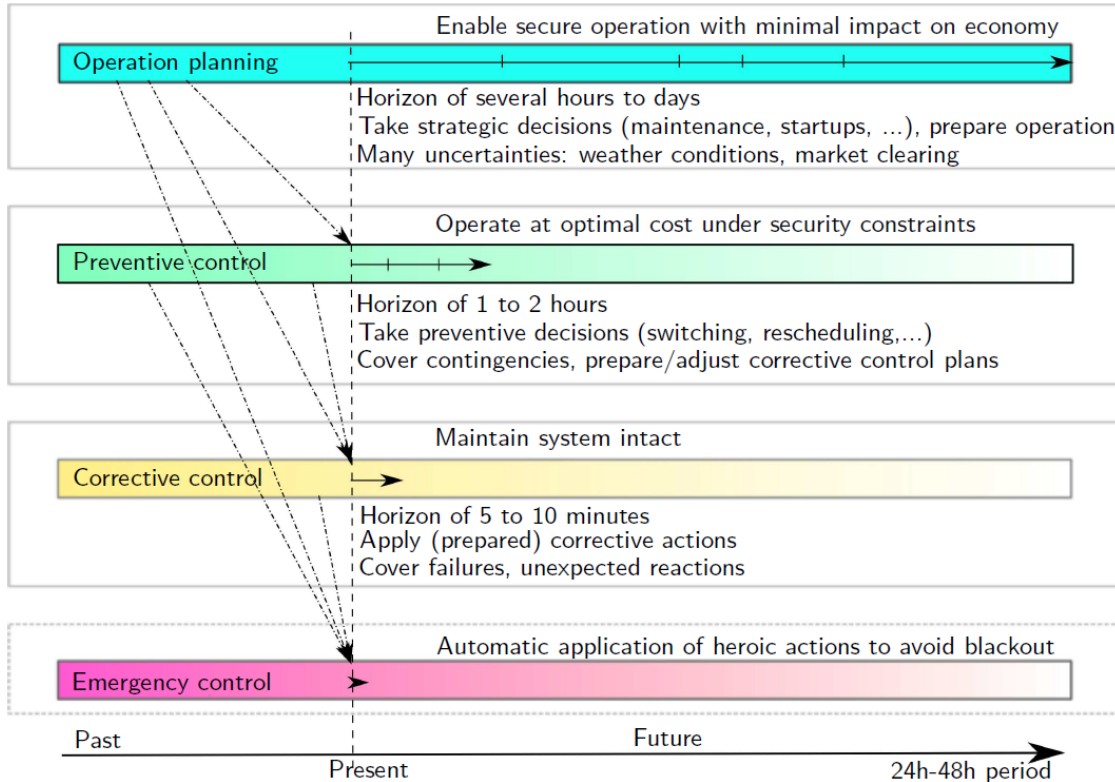 Enable secure operation with minimal impact on economy
Operation planning
Horizon of several hours to days
Take strategic decisions (maintenance, startups, ...), prepare operation
Many uncertainties: weather conditions, market clearing
Operate at optimal cost under security constraints
Preventive control
Horizon of 1 to 2 hours
Take preventive decisions (switching, rescheduling,...)
Cover contingencies, prepare/adjust corrective control plans
Maintain system intact
Corrective control
Horizon of 5 to 10 minutes
Apply (prepared) corrective actions
Cover failures, unexpected reactions
Automatic application of heroic actions to avoid blackout
Emergency control
Past
Future
Present
24h-48h period